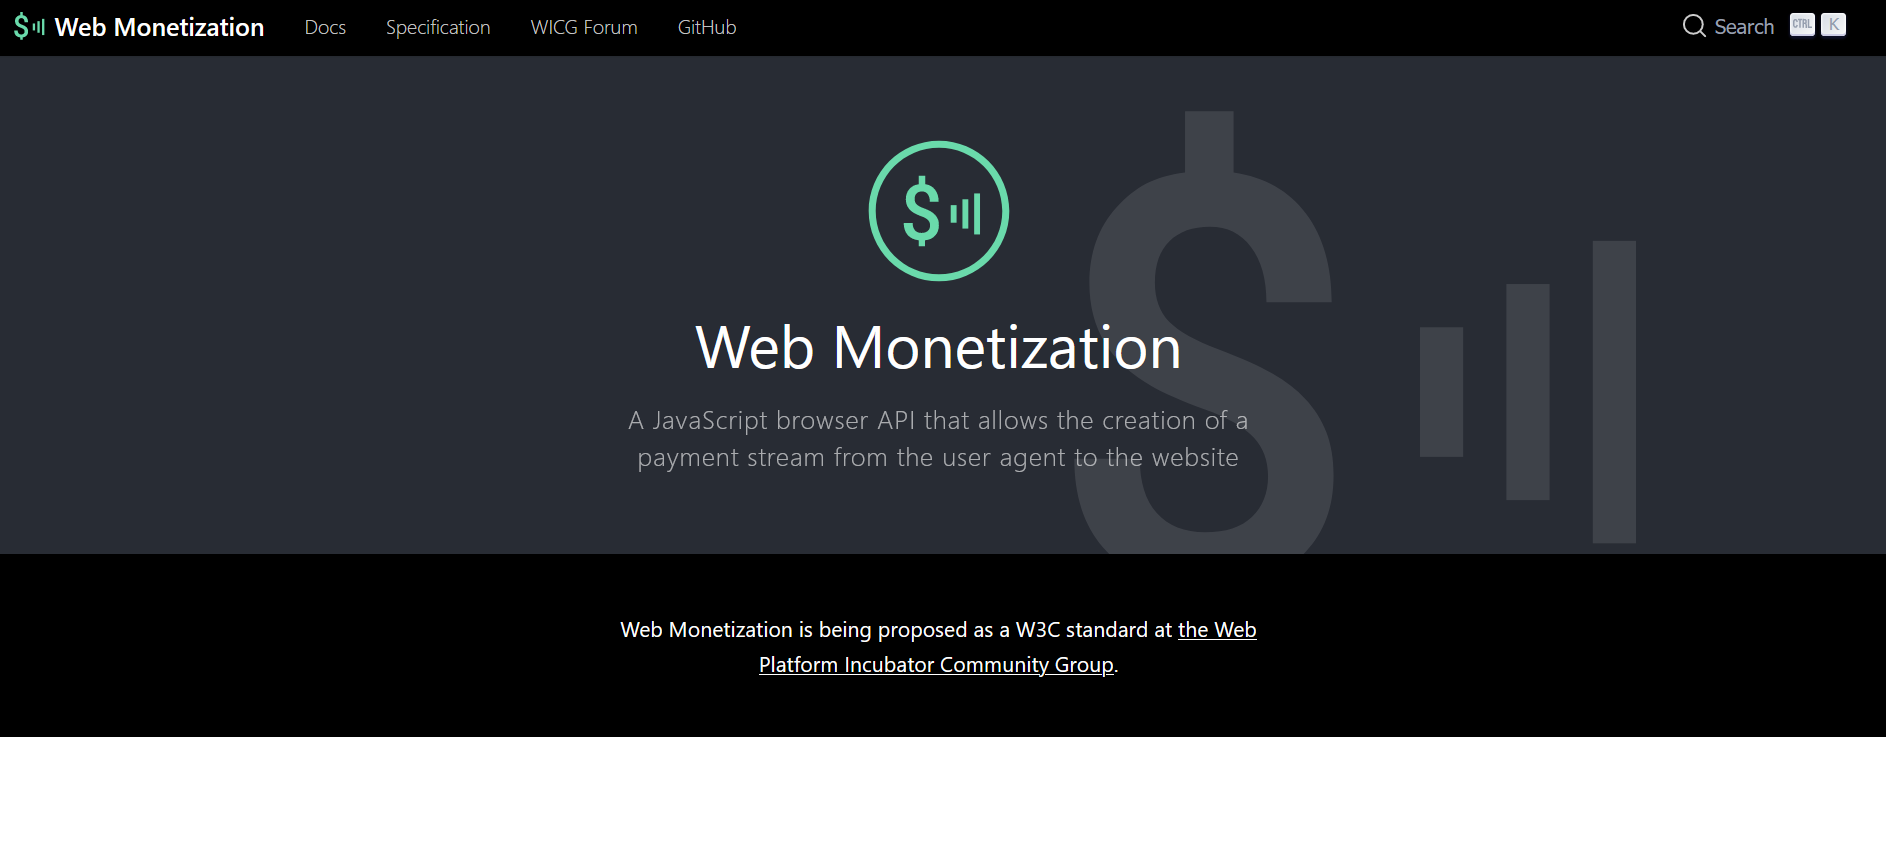 $ Web Monetization Docs Specification WICG Forum GitHub Search CTRL K
$
Web Monetization
A JavaScript browser API that allows the creation of a
payment stream from the user agent to the website
Web Monetization is being proposed as a W3C standard at the Web
Platform Incubator Community Group.